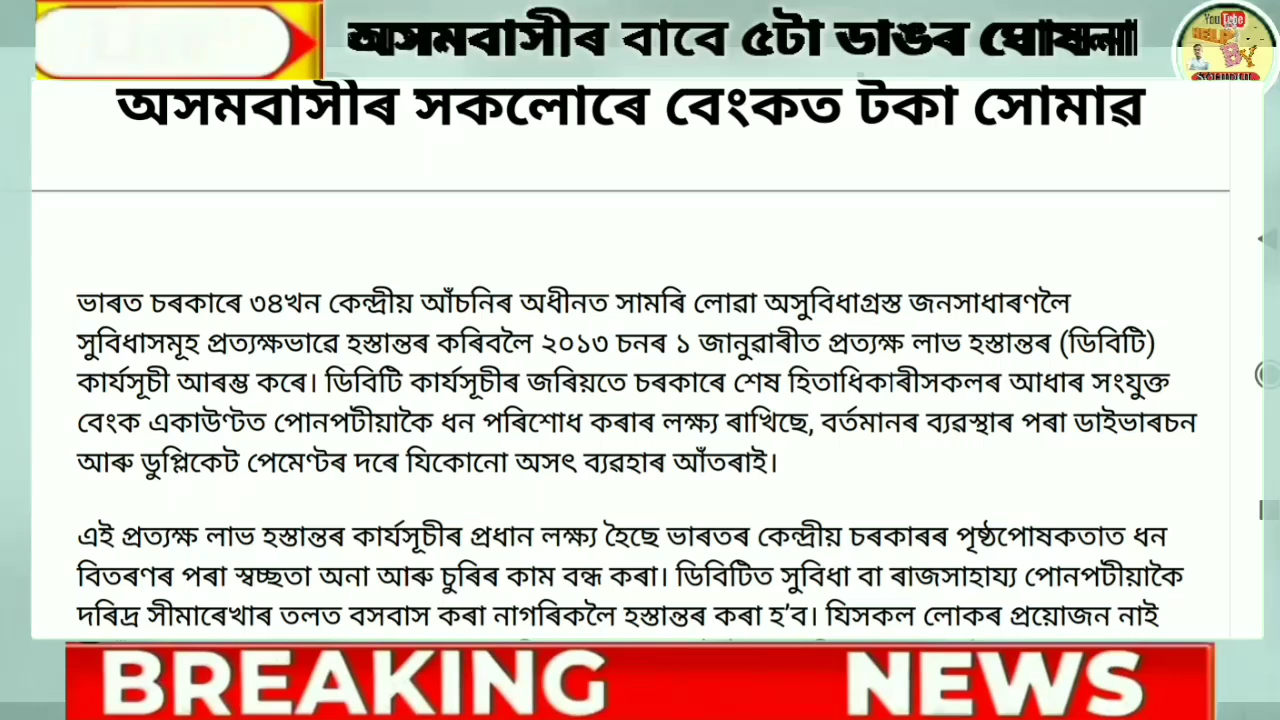 অসমবাসীৰ বাবে ৫টা ডাঙৰ ঘোষনা
You Tube
HELP
BY
অসমবাসীৰ সকলোৰে বেংকত টকা সোমাৱ
ভাৰত চৰকাৰে ৩৪খন কেন্দ্ৰীয় আঁচনিৰ অধীনত সামৰি লোৱা অসুবিধাগ্ৰস্ত জনসাধাৰণলৈ
সুবিধাসমূহ প্ৰত্যক্ষভাৱে হস্তান্তৰ কৰিবলৈ ২০১৩ চনৰ ১ জানুৱাৰীত প্ৰত্যক্ষ লাভ হস্তান্তৰ (ডিবিটি)
কাৰ্যসূচী আৰম্ভ কৰে। ডিবিটি কাৰ্যসূচীৰ জৰিয়তে চৰকাৰে শেষ হিতাধিকাৰীসকলৰ আধাৰ সংযুক্ত
বেংক একাউণ্টত পোনপটীয়াকৈ ধন পৰিশোধ কৰাৰ লক্ষ্য ৰাখিছে, বৰ্তমানৰ ব্যৱস্থাৰ পৰা ডাইভাৰচন
আৰু ডুপ্লিকেট পেমেণ্টৰ দৰে যিকোনো অসৎ ব্যৱহাৰ আঁতৰাই।
এই প্ৰত্যক্ষ লাভ হস্তান্তৰ কাৰ্যসূচীৰ প্ৰধান লক্ষ্য হৈছে ভাৰতৰ কেন্দ্ৰীয় চৰকাৰৰ পৃষ্ঠপোষকতাত ধন
বিতৰণৰ পৰা স্বচ্ছতা অনা আৰু চুৰিৰ কাম বন্ধ কৰা। ডিবিটিত সুবিধা বা ৰাজসাহায্য পোনপটীয়াকৈ
দৰিদ্ৰ সীমাৰেখাৰ তলত বসবাস কৰা নাগৰিকলৈ হস্তান্তৰ কৰা হ’ব। যিসকল লোকৰ প্ৰয়োজন নাই
BREAKING NEWS